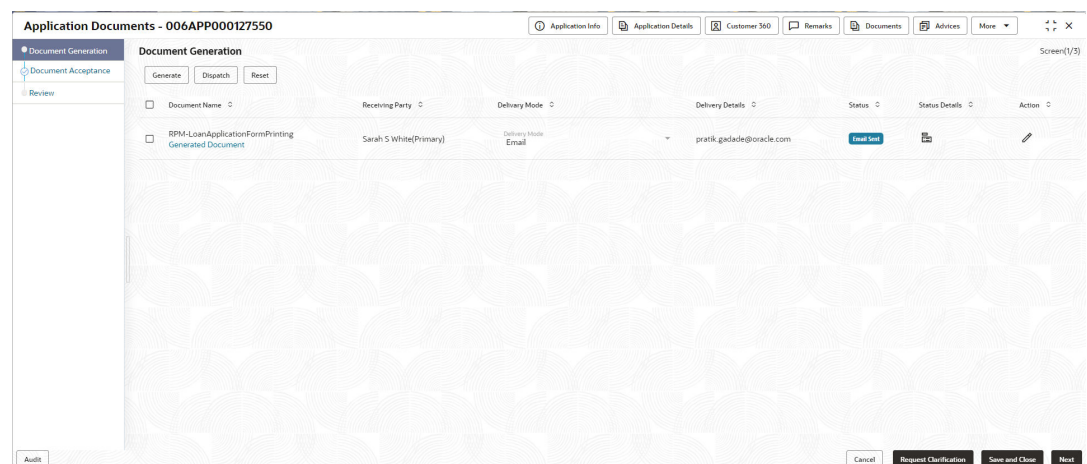 Application Documents - 006APP000127550
Application Info
Application Details
Customer 360
Remarks
Documents
Advices
More
Document Generation
Document Acceptance
Review
Document Generation
Screen(1/3)
Generate
Dispatch
Reset
Document Name
Receiving Party
Delivary Mode
Delivery Details
Status
Status Details
Action
RPM-LoanApplicationFormPrinting
Generated Document
Sarah S White(Primary)
Delivery Mode
Email
pratik.gadade@oracle.com
Email Sent
Audit
Cancel
Request Clarification
Save and Close
Next